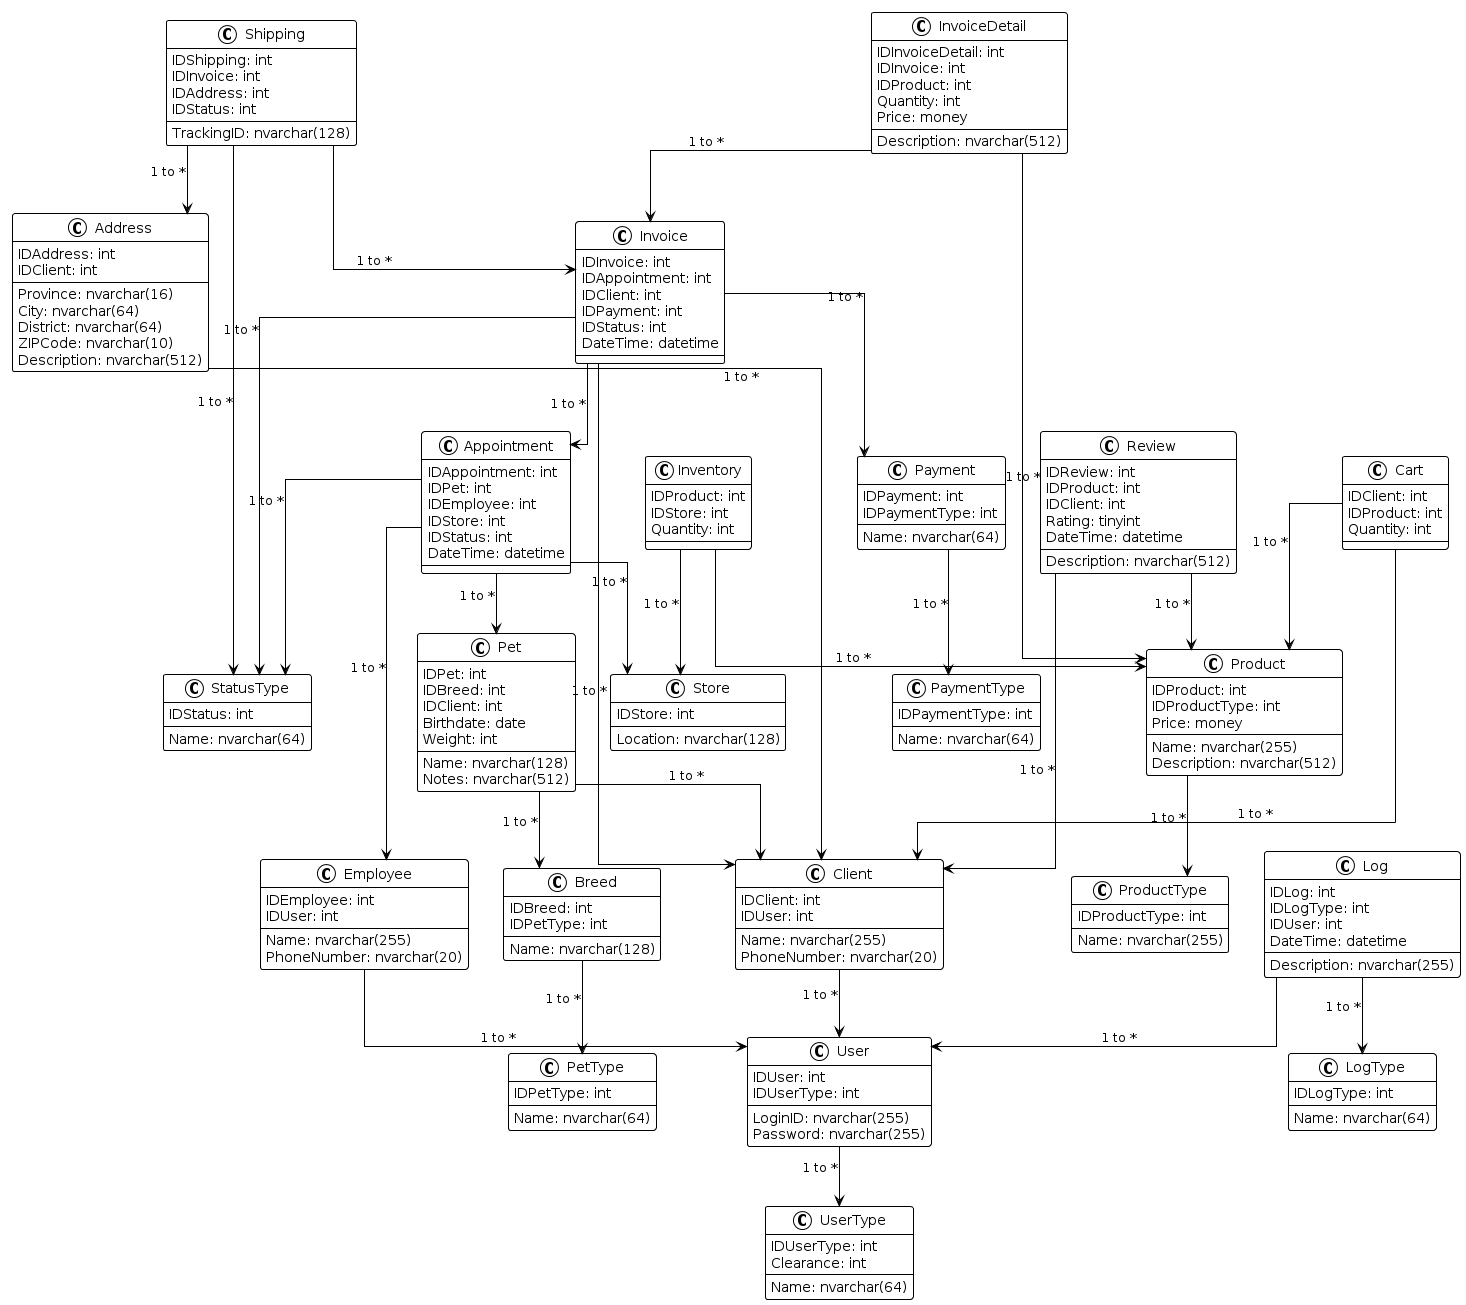 C Shipping
IDShipping: int
IDInvoice: int
IDAddress: int
IDStatus: int
TrackingID: nvarchar(128)
C InvoiceDetail
IDInvoiceDetail: int
IDInvoice: int
IDProduct: int
Quantity: int
Price: money
Description: nvarchar(512)
1 to *
1 to *
C Address
IDAddress: int
IDClient: int
Province: nvarchar(16)
City: nvarchar(64)
District: nvarchar(64)
ZIPCode: nvarchar(10)
Description: nvarchar(512)
1 to *
C Invoice
IDInvoice: int
IDAppointment: int
IDClient: int
IDPayment: int
IDStatus: int
DateTime: datetime
1 to *
1 to *
1 to *
1 to *
1 to *
C Appointment
IDAppointment: int
IDPet: int
IDEmployee: int
IDStore: int
IDStatus: int
DateTime: datetime
C Inventory
IDProduct: int
IDStore: int
Quantity: int
C Payment
IDPayment: int
IDPaymentType: int
Name: nvarchar(64)
1 to *
C Review
IDReview: int
IDProduct: int
IDClient: int
Rating: tinyint
DateTime: datetime
Description: nvarchar(512)
C Cart
IDClient: int
IDProduct: int
Quantity: int
1 to *
1 to *
1 to *
1 to *
1 to *
1 to *
1 to *
1 to *
1 to *
1 to *
C StatusType
IDStatus: int
Name: nvarchar(64)
C Pet
IDPet: int
IDBreed: int
IDClient: int
Birthdate: date
Weight: int
Name: nvarchar(128)
Notes: nvarchar(512)
1 to *
C Store
IDStore: int
Location: nvarchar(128)
C PaymentType
IDPaymentType: int
Name: nvarchar(64)
C Product
IDProduct: int
IDProductType: int
Price: money
Name: nvarchar(255)
Description: nvarchar(512)
1 to *
1 to *
1 to *
1 to *
1 to *
C Employee
IDEmployee: int
IDUser: int
Name: nvarchar(255)
PhoneNumber: nvarchar(20)
C Breed
IDBreed: int
IDPetType: int
Name: nvarchar(128)
C Client
IDClient: int
IDUser: int
Name: nvarchar(255)
PhoneNumber: nvarchar(20)
C ProductType
IDProductType: int
Name: nvarchar(255)
C Log
IDLog: int
IDLogType: int
IDUser: int
DateTime: datetime
Description: nvarchar(255)
1 to *
1 to *
1 to *
1 to *
1 to *
C PetType
IDPetType: int
Name: nvarchar(64)
C User
IDUser: int
IDUserType: int
LoginID: nvarchar(255)
Password: nvarchar(255)
C LogType
IDLogType: int
Name: nvarchar(64)
1 to *
C UserType
IDUserType: int
Clearance: int
Name: nvarchar(64)